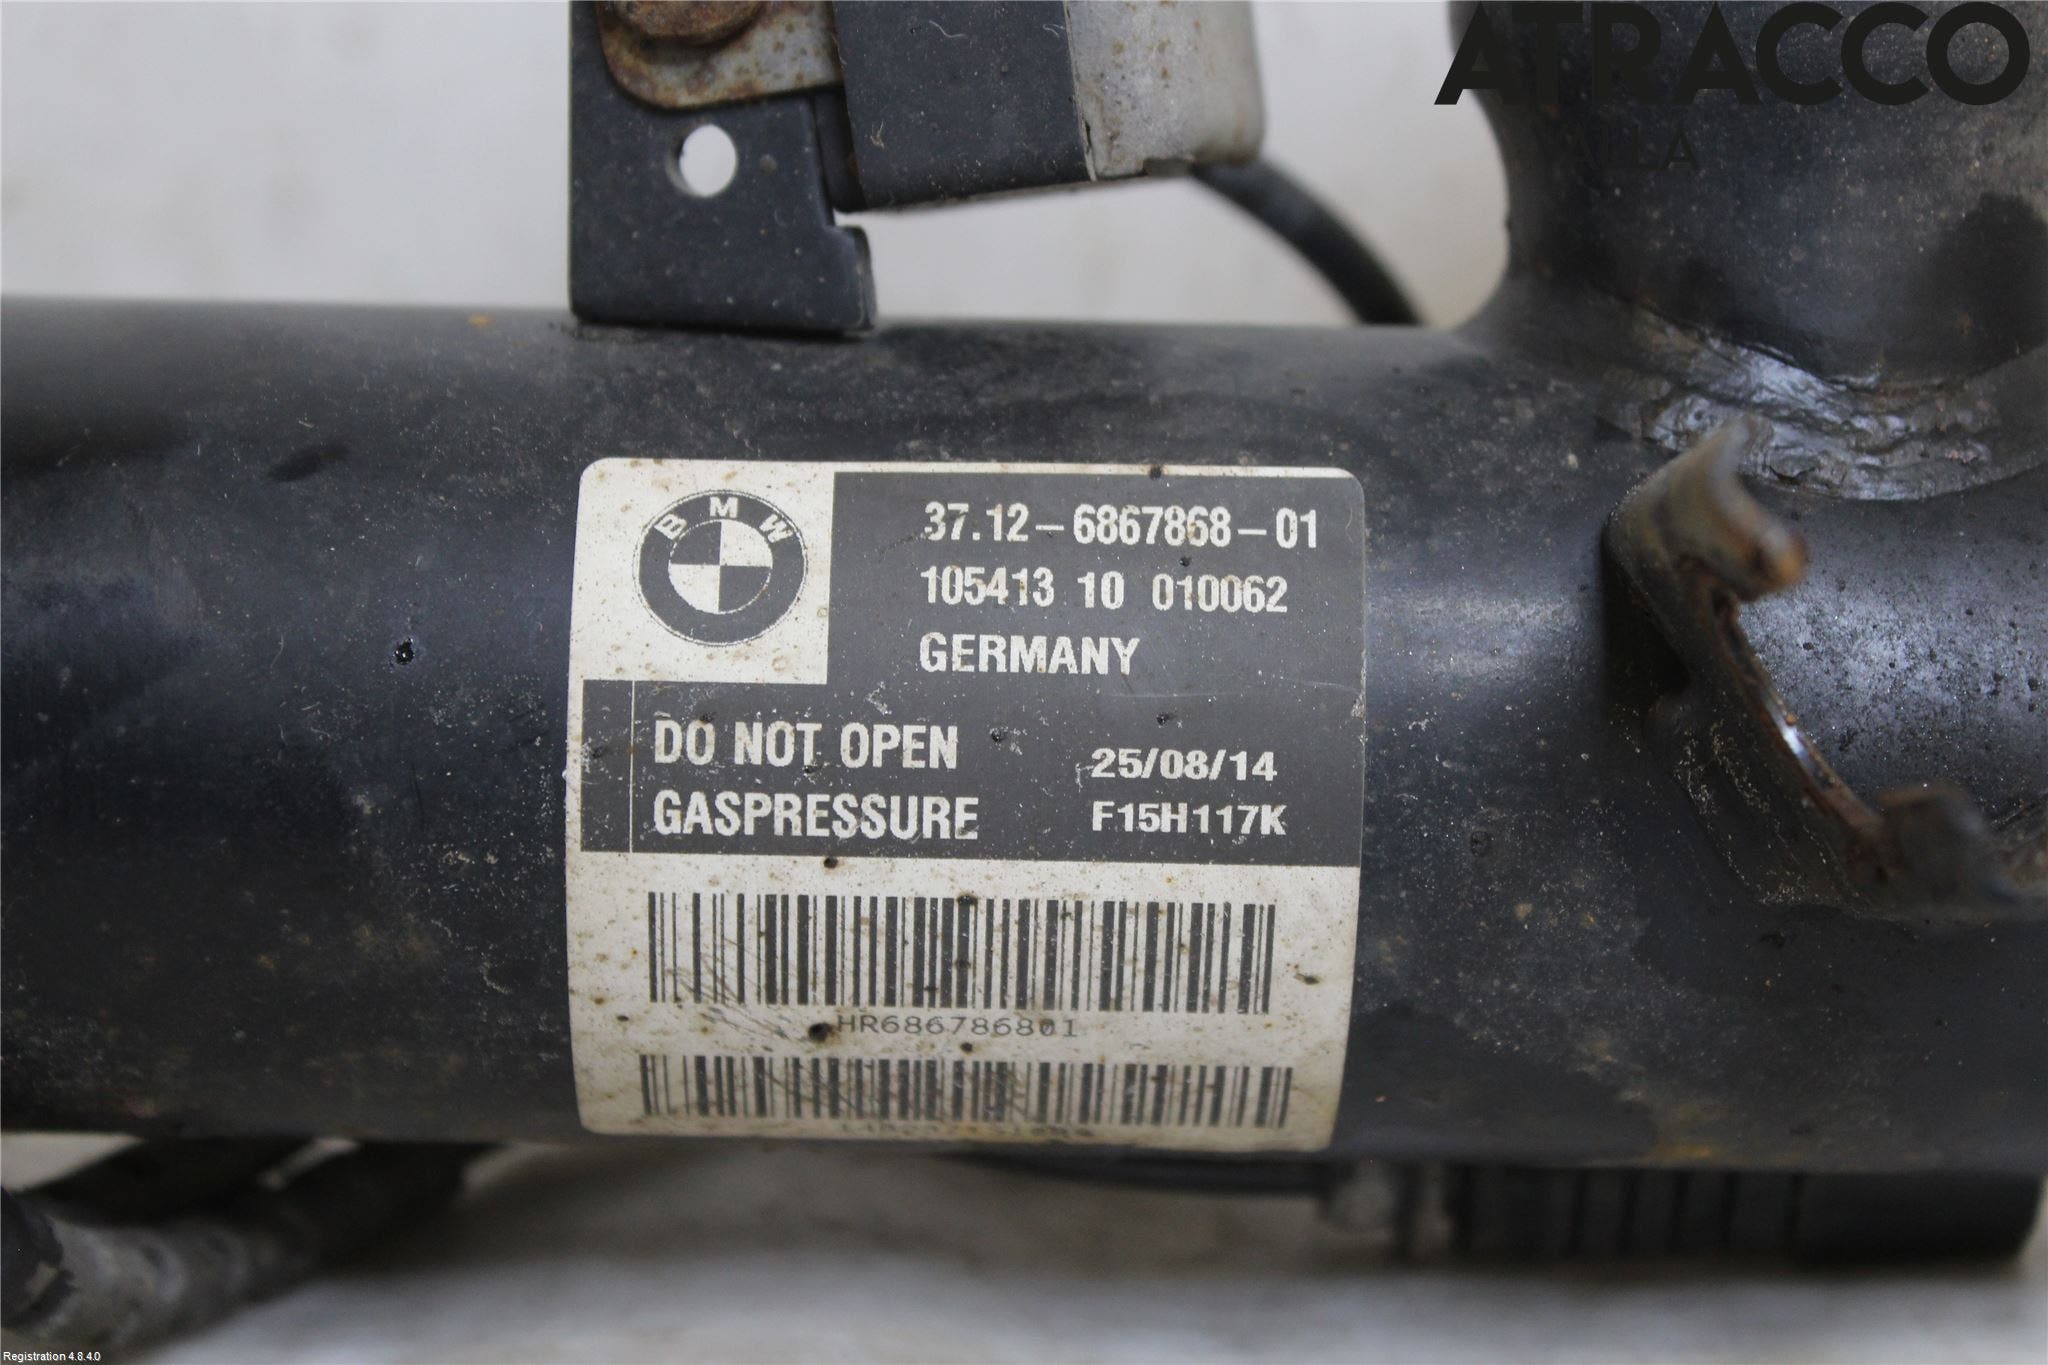 ATRACCO
BMW
37.12-6867868-01
105413 10 010062
GERMANY
DO NOT OPEN
25/08/14
GASPRESSURE
F15H117K
HR686786801
Registration 4.8.4.0